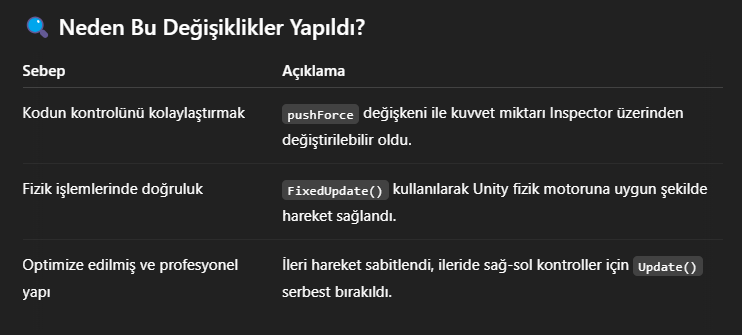 🔍 Neden Bu Değişiklikler Yapıldı?
Sebep Açıklama
Kodun kontrolünü kolaylaştırmak pushForce değişkeni ile kuvvet miktarı Inspector üzerinden
değiştirilebilir oldu.
Fizik işlemlerinde doğruluk FixedUpdate() kullanılarak Unity fizik motoruna uygun şekilde
hareket sağlandı.
Optimize edilmiş ve profesyonel
yapı
İleri hareket sabitlendi, ileride sağ-sol kontroller için Update()
serbest bırakıldı.